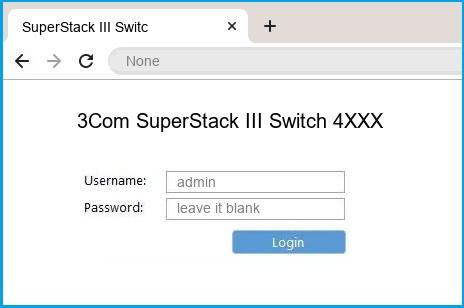 SuperStack III Switc
None
3Com SuperStack III Switch 4XXX
Username: admin
Password: leave it blank
Login